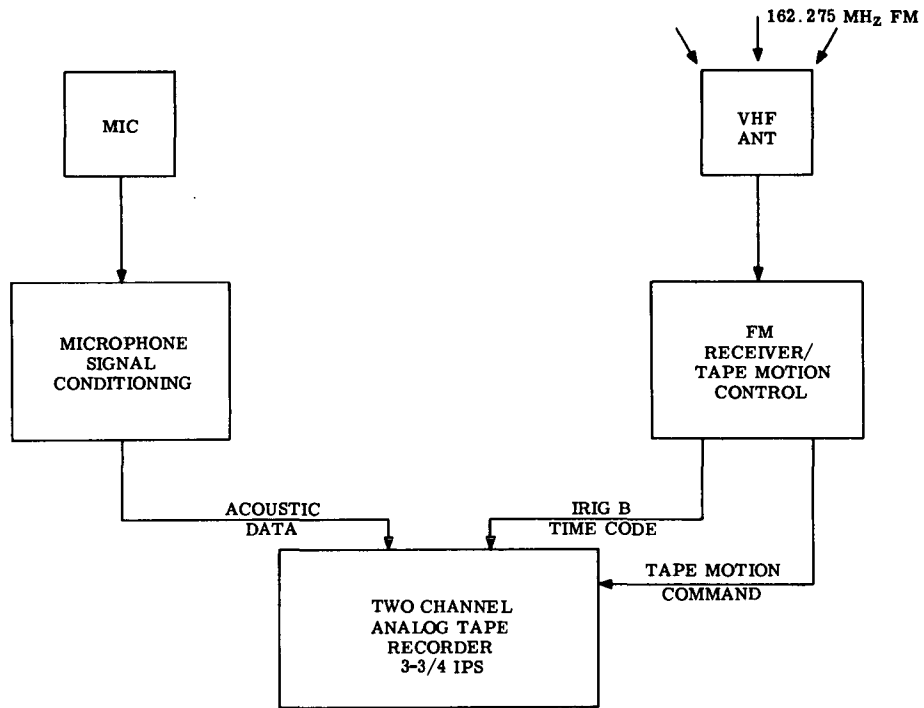 162.275 MHz FM
MIC
VHF
ANT
MICROPHONE
SIGNAL
CONDITIONING
FM
RECEIVER/
TAPE MOTION
CONTROL
ACOUSTIC
DATA
IRIG B
TIME CODE
TAPE MOTION
COMMAND
TWO CHANNEL
ANALOG TAPE
RECORDER
3-3/4 IPS